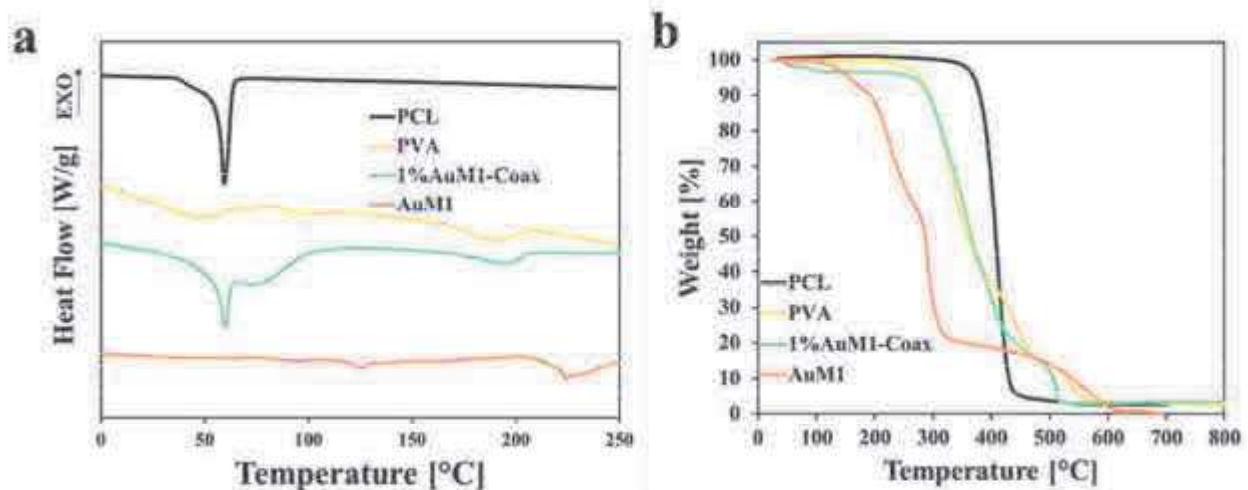 a
EXO
Heat Flow [W/g]
PCL
PVA
1%AuM1-Coax
AuM1
0
50
100
150
200
250
Temperature [°C]
b
Weight [%]
100
90
80
70
60
50
40
30
20
10
0
PCL
PVA
1%AuM1-Coax
AuM1
0
100
200
300
400
500
600
700
800
Temperature [°C]